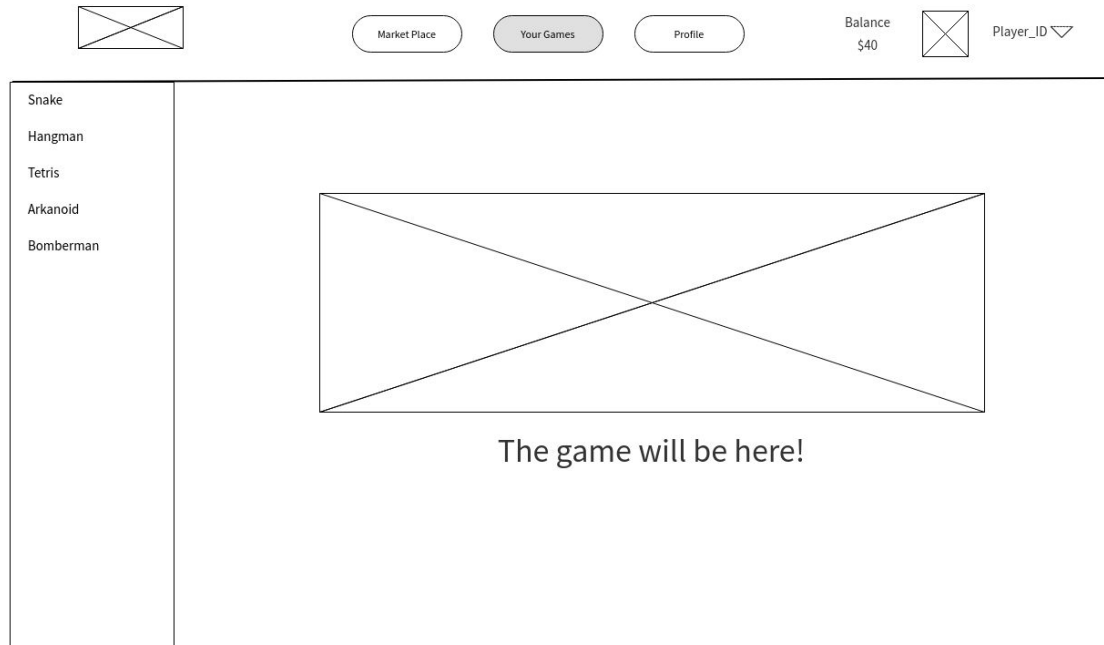 Market Place
Your Games
Profile
Balance
$40
Player_ID
Snake
Hangman
Tetris
Arkanoid
Bomberman
The game will be here!